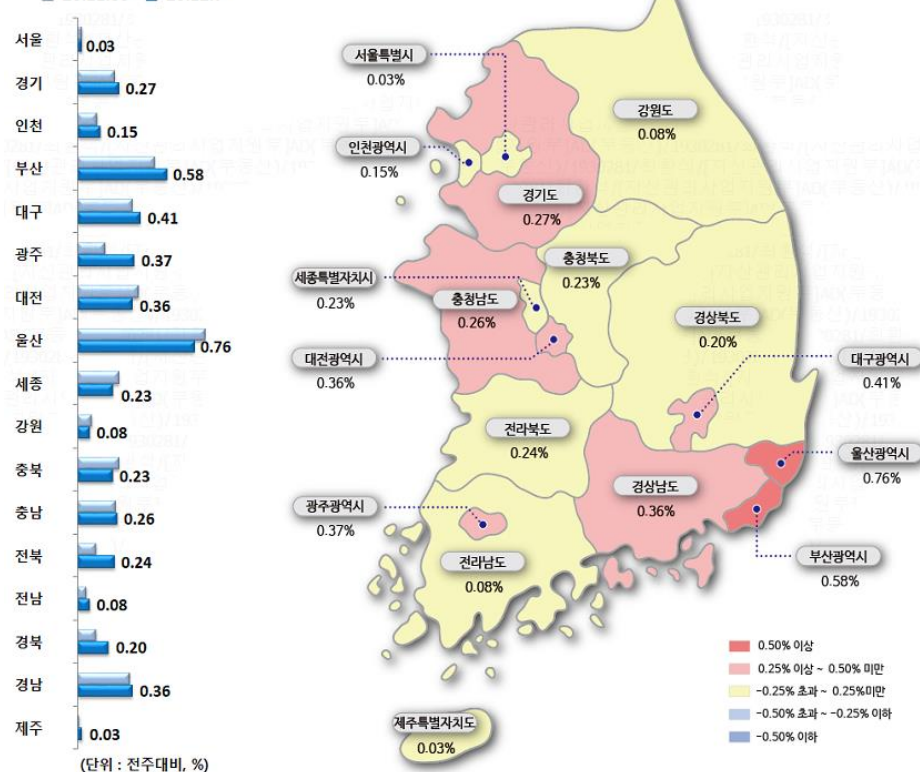 서울
0.03
경기
0.27
인천
0.15
부산
0.58
대구
0.41
광주
0.37
대전
0.36
울산
0.76
세종
0.23
강원
0.08
충북
0.23
충남
0.26
전북
0.24
전남
0.08
경북
0.20
경남
0.36
제주
0.03
(단위 : 전주대비, %)
서울특별시
0.03%
강원도
0.08%
인천광역시
0.15%
경기도
0.27%
충청북도
0.23%
세종특별자치시
0.23%
충청남도
0.26%
경상북도
0.20%
대전광역시
0.36%
대구광역시
0.41%
전라북도
0.24%
울산광역시
0.76%
경상남도
0.36%
광주광역시
0.37%
부산광역시
0.58%
전라남도
0.08%
제주특별자치도
0.03%
0.50% 이상
0.25% 이상 ~ 0.50% 미만
-0.25% 초과 ~ 0.25%미만
-0.50% 초과 ~ -0.25% 이하
-0.50% 이하